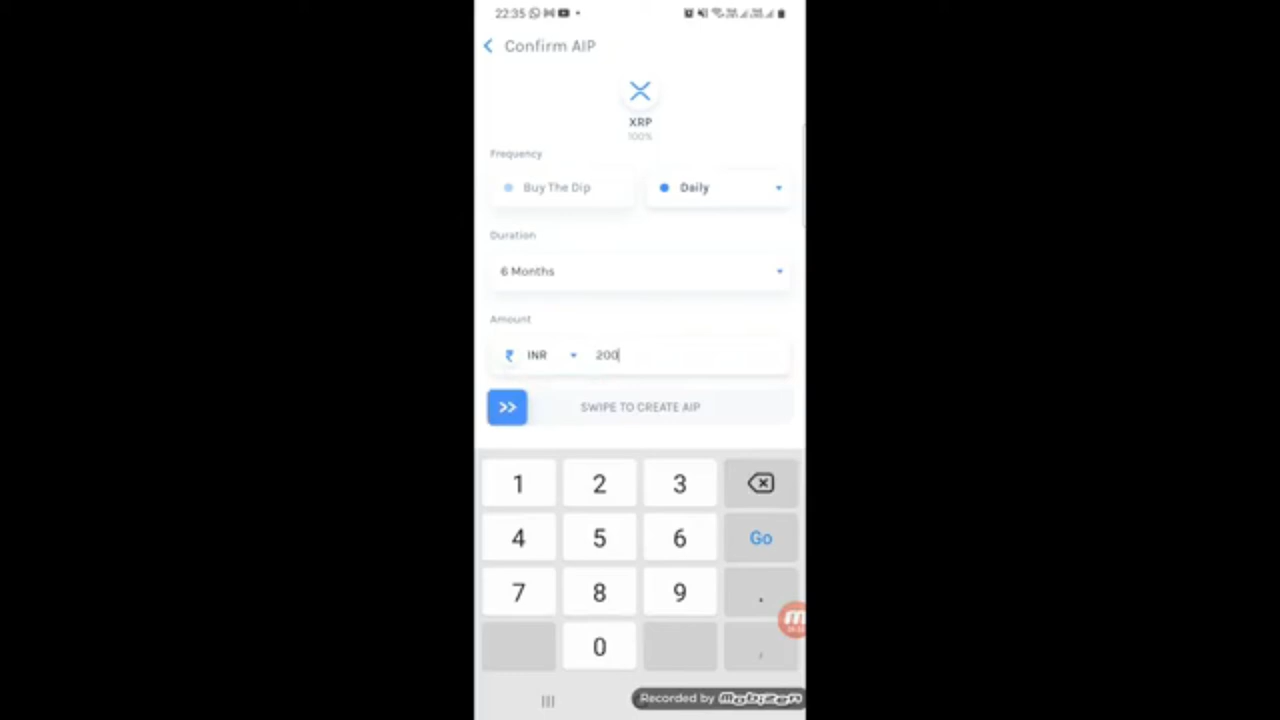 22:35
Confirm AIP
XRP
100%
Frequency
Buy The Dip
Daily
Duration
6 Months
Amount
₹ INR 200
>> SWIPE TO CREATE AIP
1 2 3
4 5 6 Go
7 8 9 .
0 ,
Recorded by mobizen